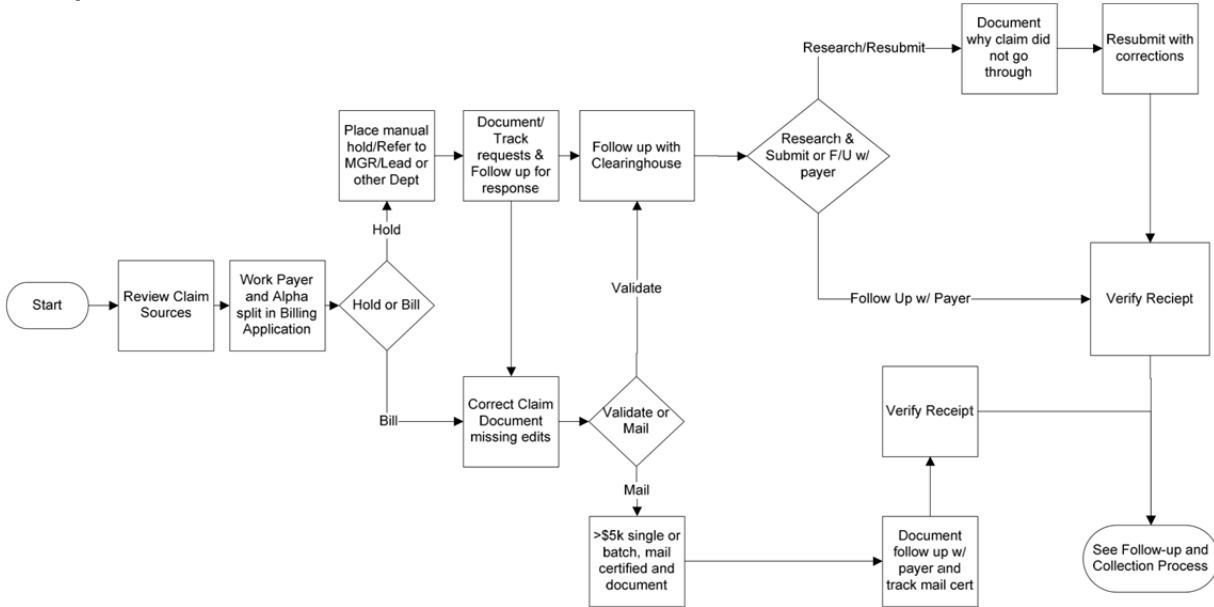 Start
Review Claim
Sources
Work Payer
and Alpha
split in Billing
Application
Hold or Bill
Hold
Place manual
hold/Refer to
MGR/Lead or
other Dept
Document/
Track
requests &
Follow up for
response
Follow up with
Clearinghouse
Research &
Submit or F/U w/
payer
Research/Resubmit
Document
why claim did
not go
through
Resubmit with
corrections
Follow Up w/ Payer
Verify Reciept
Bill
Correct Claim
Document
missing edits
Validate or
Mail
Validate
Mail
>$5k single or
batch, mail
certified and
document
Document
follow up w/
payer and
track mail cert
Verify Receipt
See Follow-up and
Collection Process